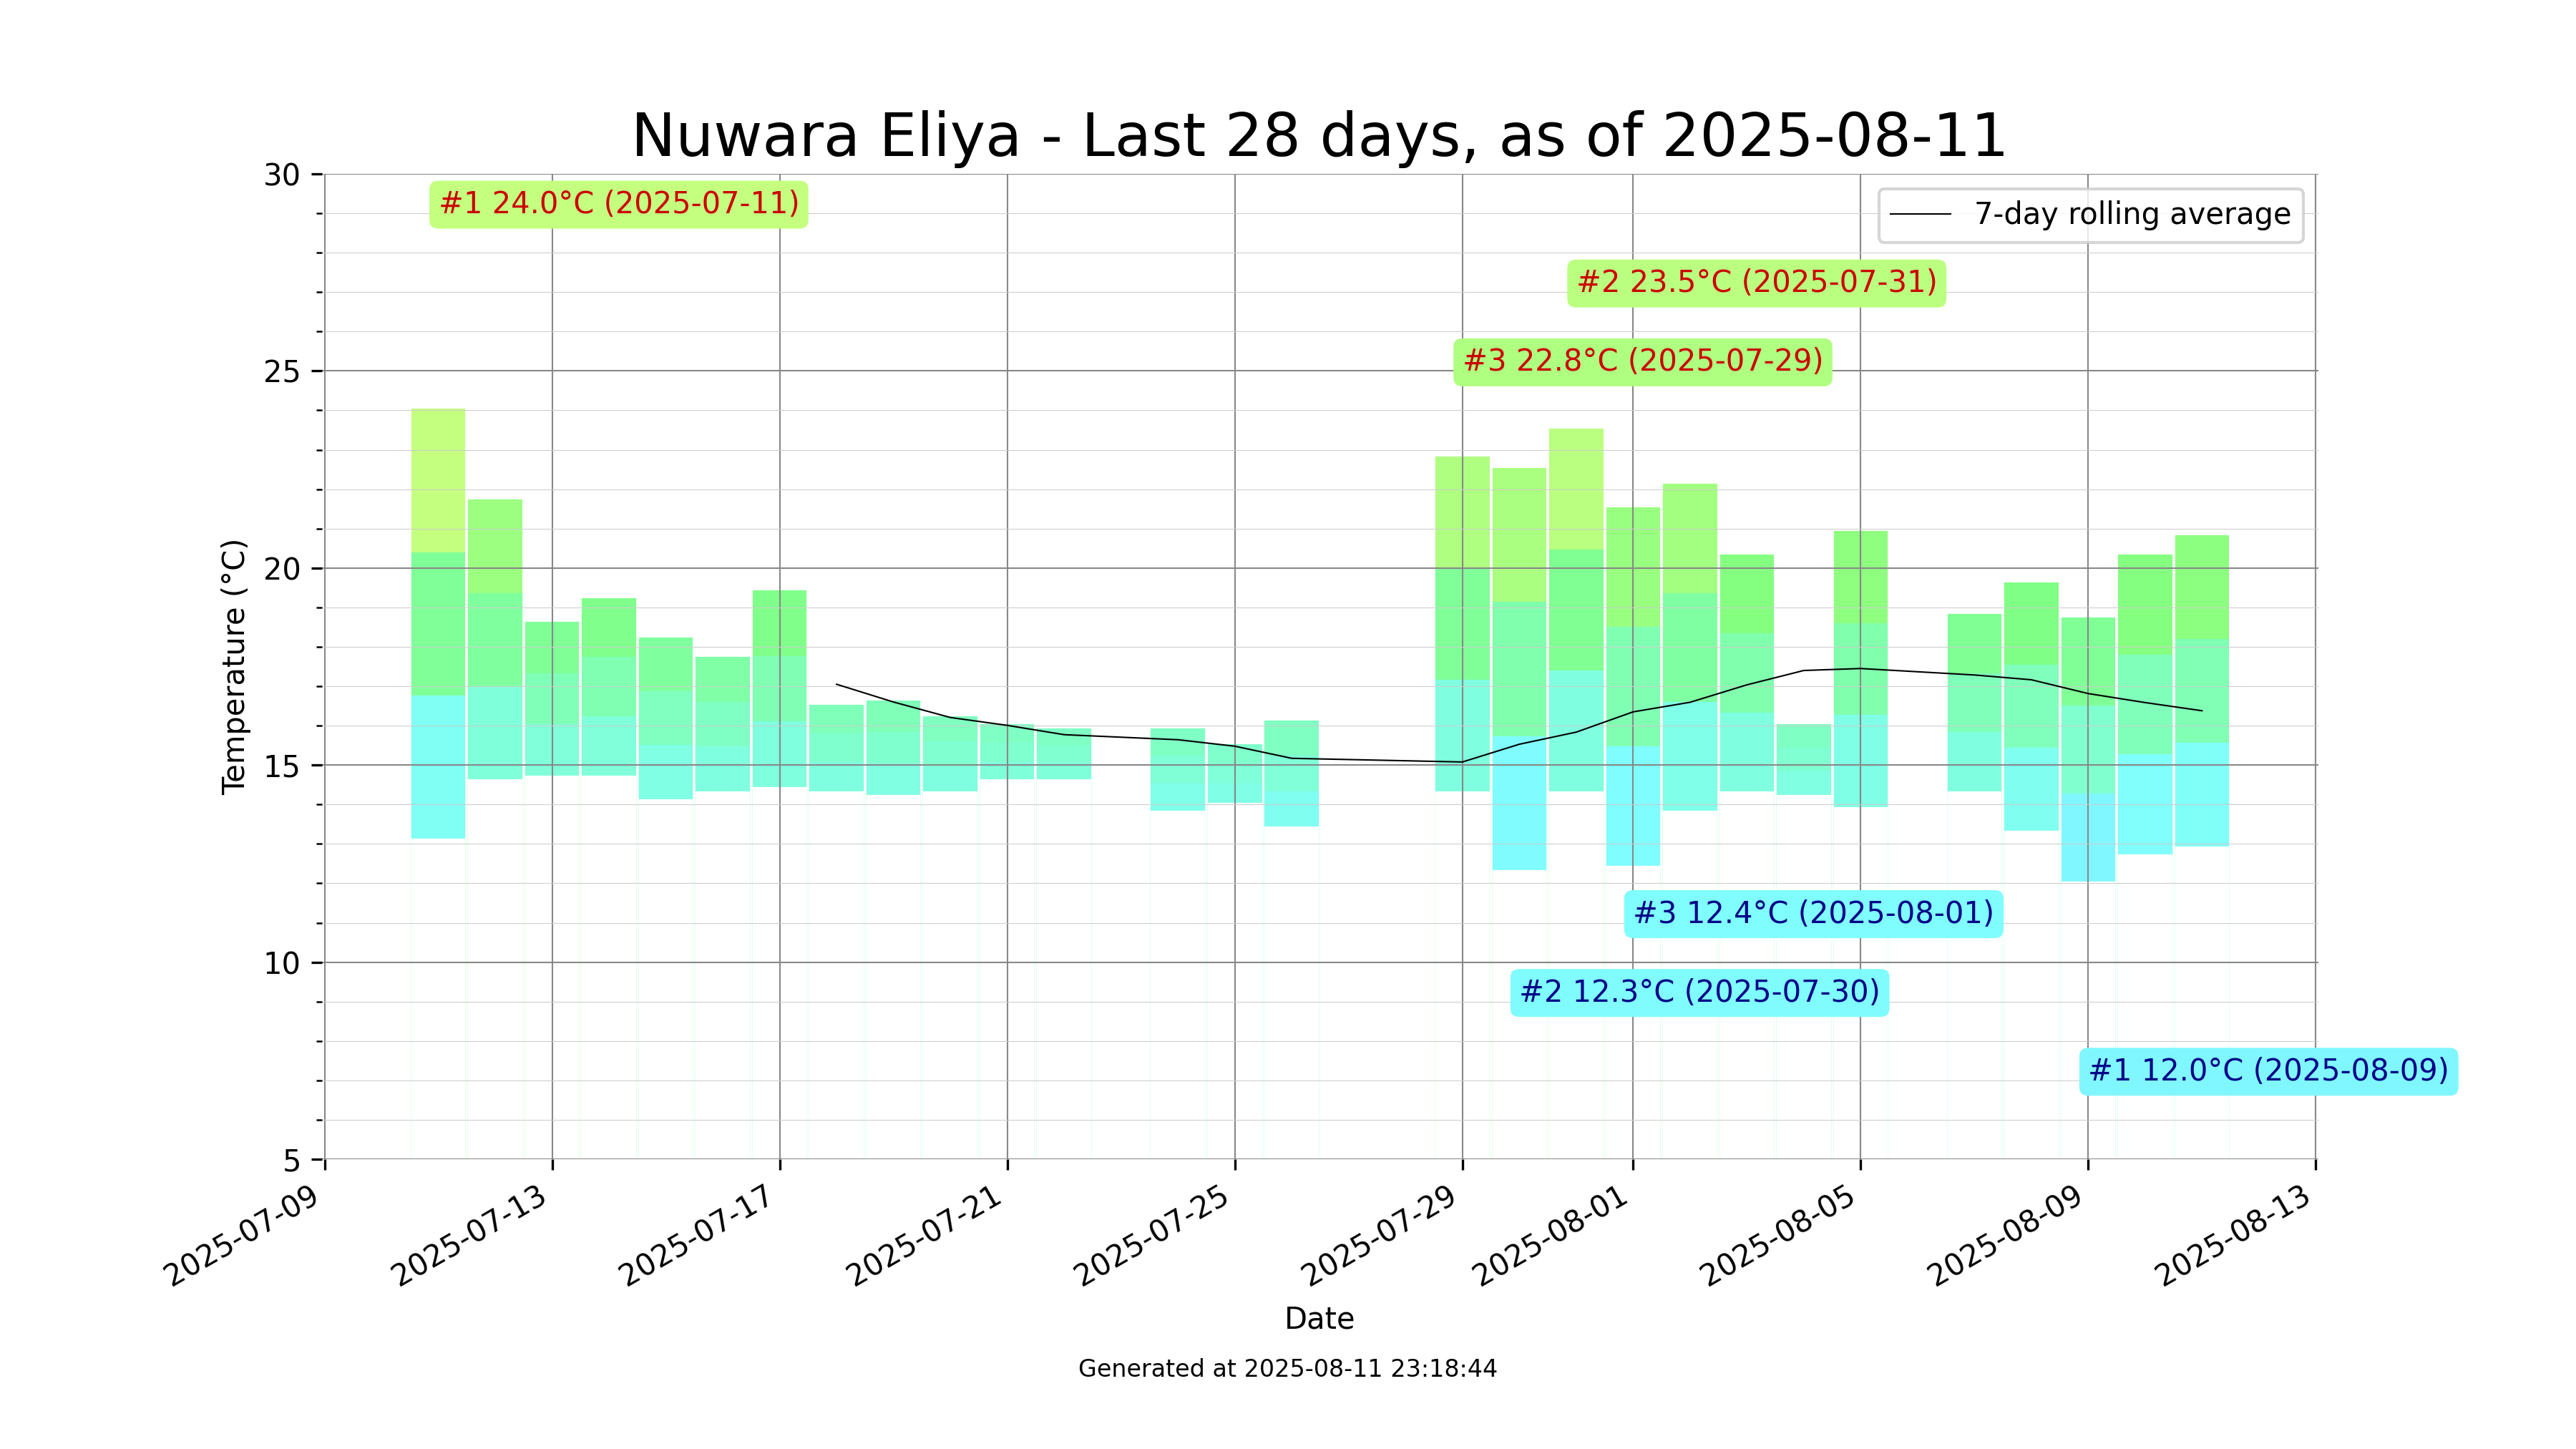 Nuwara Eliya - Last 28 days, as of 2025-08-11
30
#1 24.0°C (2025-07-11)
7-day rolling average
#2 23.5°C (2025-07-31)
#3 22.8°C (2025-07-29)
25
20
Temperature (°C)
15
#3 12.4°C (2025-08-01)
10
#2 12.3°C (2025-07-30)
#1 12.0°C (2025-08-09)
5
2025-07-09
2025-07-13
2025-07-17
2025-07-21
2025-07-25
2025-07-29
2025-08-01
2025-08-05
2025-08-09
2025-08-13
Date
Generated at 2025-08-11 23:18:44